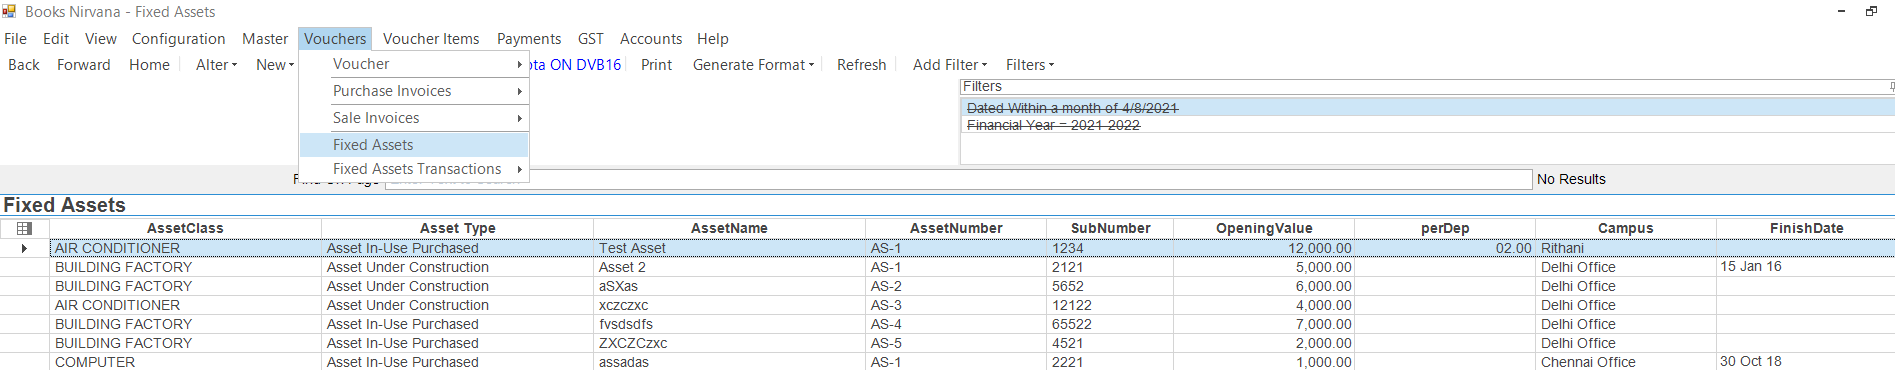 Books Nirvana - Fixed Assets
File Edit View Configuration Master Vouchers Voucher Items Payments GST Accounts Help
Back Forward Home Alter New ON DVB16 Print Generate Format Refresh Add Filter Filters
Voucher
Purchase Invoices
Sale Invoices
Fixed Assets
Fixed Assets Transactions
Filters
Dated Within a month of 4/8/2021
Financial Year = 2021-2022
No Results
Fixed Assets
AssetClass Asset Type AssetName AssetNumber SubNumber OpeningValue perDep Campus FinishDate
AIR CONDITIONER Asset In-Use Purchased Test Asset AS-1 1234 12,000.00 02.00 Rithani
BUILDING FACTORY Asset Under Construction Asset 2 AS-1 2121 5,000.00 Delhi Office 15 Jan 16
BUILDING FACTORY Asset Under Construction aSXas AS-2 5652 6,000.00 Delhi Office
AIR CONDITIONER Asset Under Construction xczczxc AS-3 12122 4,000.00 Delhi Office
BUILDING FACTORY Asset In-Use Purchased fvsdsdfs AS-4 65522 7,000.00 Delhi Office
BUILDING FACTORY Asset In-Use Purchased ZXCZCzxc AS-5 4521 2,000.00 Delhi Office
COMPUTER Asset In-Use Purchased assadas AS-1 2221 1,000.00 Chennai Office 30 Oct 18